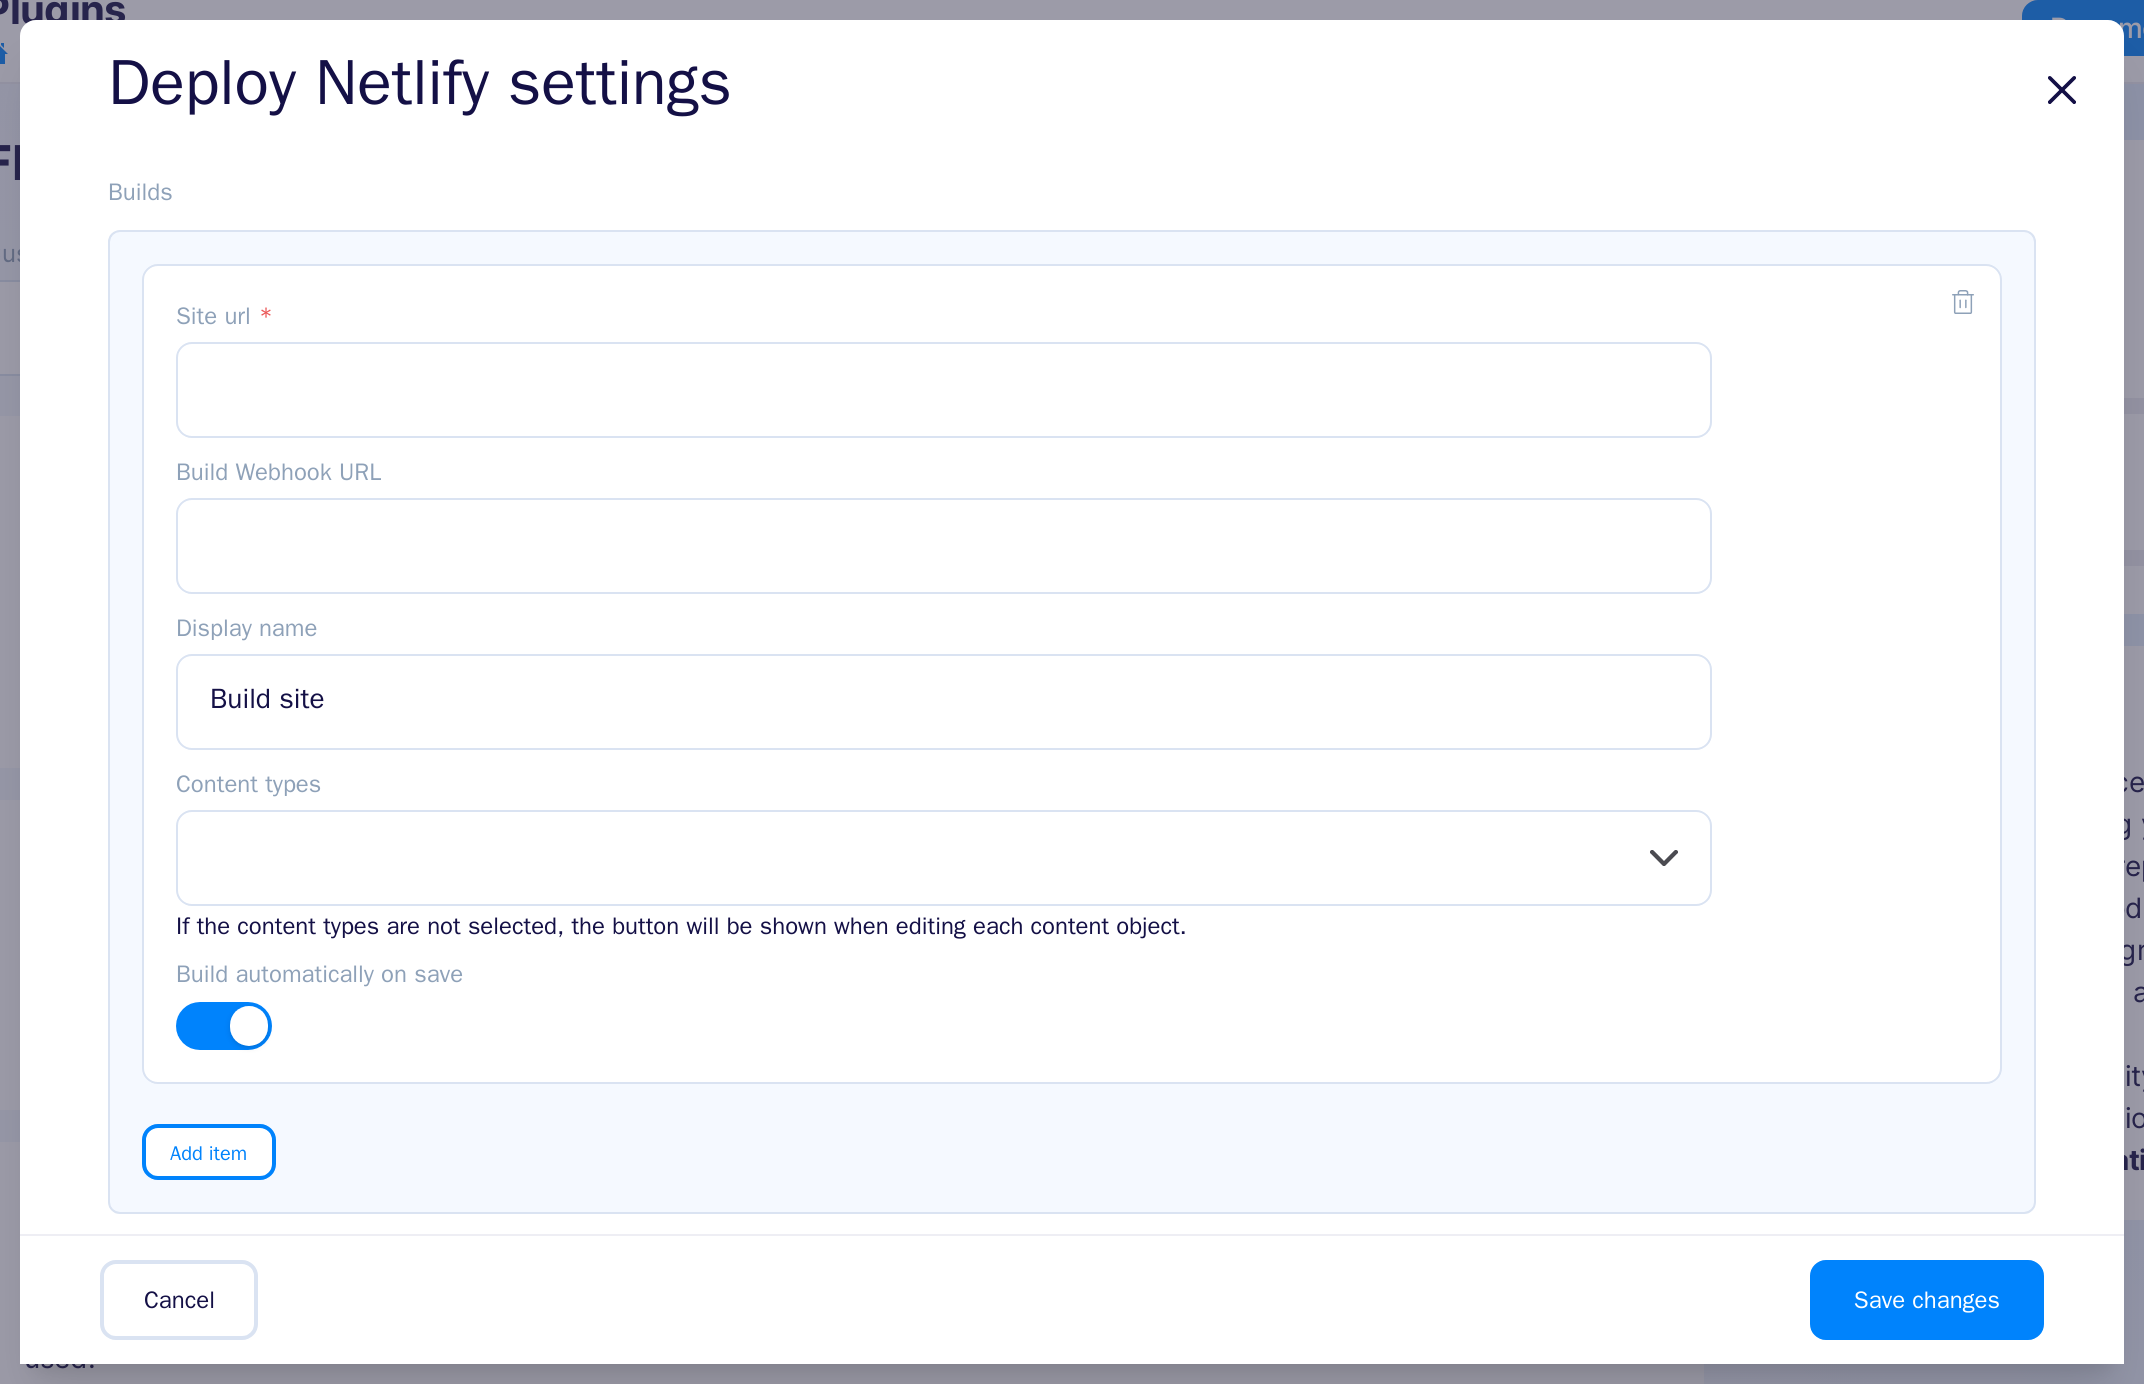 Plugins
Deploy Netlify settings
Builds
Site url *
Build Webhook URL
Display name
Build site
Content types
If the content types are not selected, the button will be shown when editing each content object.
Build automatically on save
Add item
Cancel
Save changes
used.